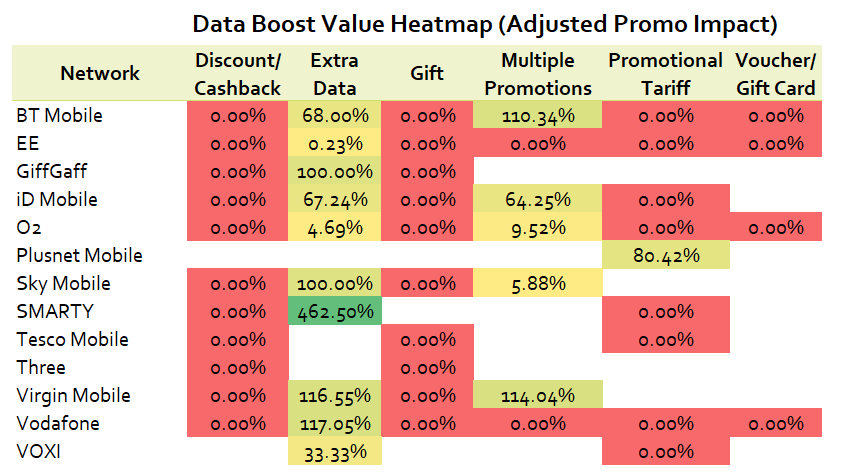 Data Boost Value Heatmap (Adjusted Promo Impact)
Network Discount/ Extra Gift Multiple Promotional Voucher/
Cashback Data Promotions Tariff Gift Card
BT Mobile 0.00% 68.00% 0.00% 110.34% 0.00% 0.00%
EE 0.00% 0.23% 0.00% 0.00% 0.00% 0.00%
GiffGaff 0.00% 100.00% 0.00%
iD Mobile 0.00% 67.24% 0.00% 64.25% 0.00%
O2 0.00% 4.69% 0.00% 9.52% 0.00% 0.00%
Plusnet Mobile 80.42%
Sky Mobile 0.00% 100.00% 0.00% 5.88%
SMARTY 0.00% 462.50% 0.00%
Tesco Mobile 0.00% 0.00% 0.00%
Three 0.00% 0.00%
Virgin Mobile 0.00% 116.55% 0.00% 114.04%
Vodafone 0.00% 117.05% 0.00% 0.00% 0.00% 0.00%
VOXI 33.33% 0.00%